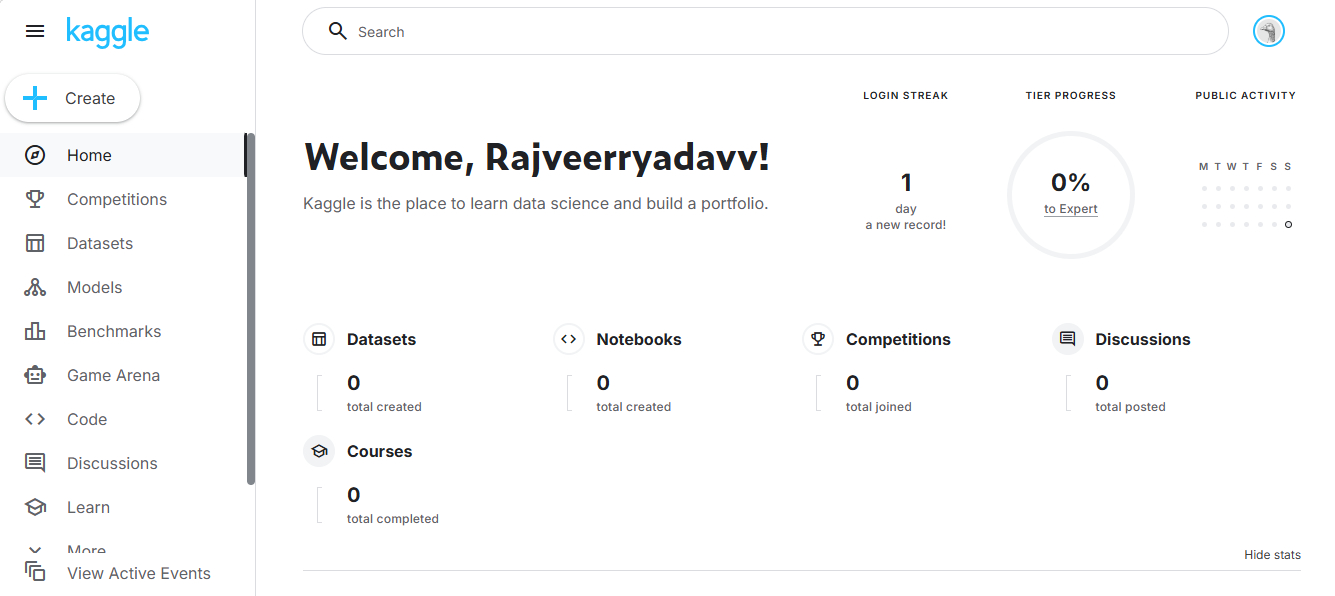 kaggle
Search
Create
Home
Competitions
Datasets
Models
Benchmarks
Game Arena
Code
Discussions
Learn
More
View Active Events
LOGIN STREAK
TIER PROGRESS
PUBLIC ACTIVITY
Welcome, Rajveerryadavv!
Kaggle is the place to learn data science and build a portfolio.
1
day
a new record!
0%
to Expert
M T W T F S S
Datasets
0
total created
Notebooks
0
total created
Competitions
0
total joined
Discussions
0
total posted
Courses
0
total completed
Hide stats